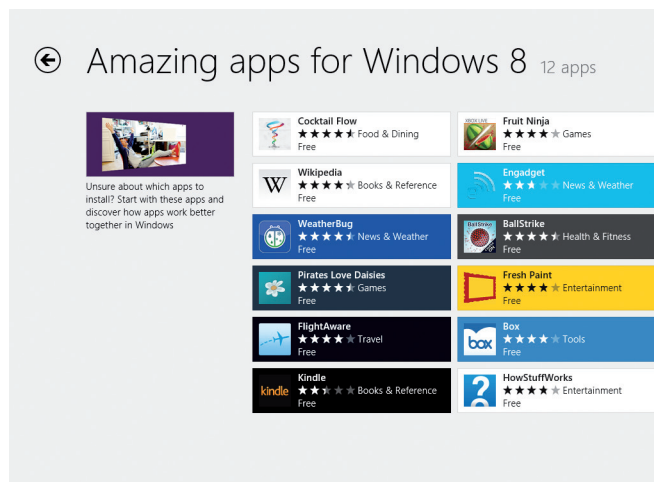 Amazing apps for Windows 8 12 apps
Unsure about which apps to
install? Start with these apps and
discover how apps work better
together in Windows
Cocktail Flow
Food & Dining
Free
W
Wikipedia
Books & Reference
Free
WeatherBug
News & Weather
Free
Pirates Love Daisies
Games
Free
FlightAware
Travel
Free
kindle
Kindle
Books & Reference
Free
XBOX LIVE
Fruit Ninja
Games
Free
Engadget
News & Weather
Free
BallStrike
BallStrike
Health & Fitness
Free
Fresh Paint
Entertainment
Free
box
Box
Tools
Free
?
HowStuffWorks
Entertainment
Free